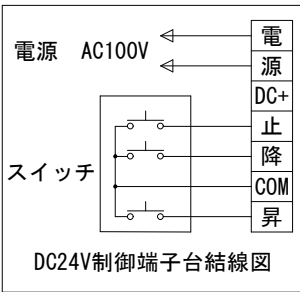 電源 AC100V
電
源
DC+
止
降
COM
昇
スイッチ
DC24V制御端子台結線図